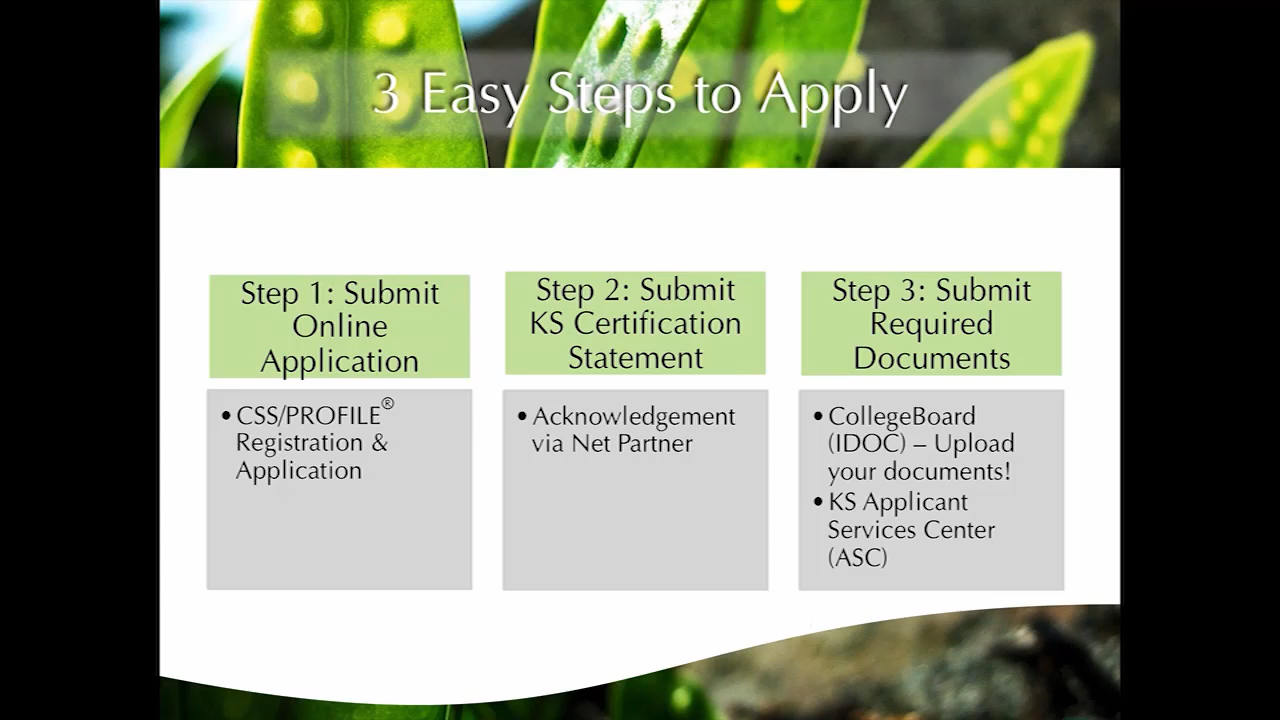 3 Easy Steps to Apply
Step 1: Submit
Online
Application
• CSS/PROFILE®
Registration &
Application
Step 2: Submit
KS Certification
Statement
• Acknowledgement
via Net Partner
Step 3: Submit
Required
Documents
• CollegeBoard
(IDOC) – Upload
your documents!
• KS Applicant
Services Center
(ASC)